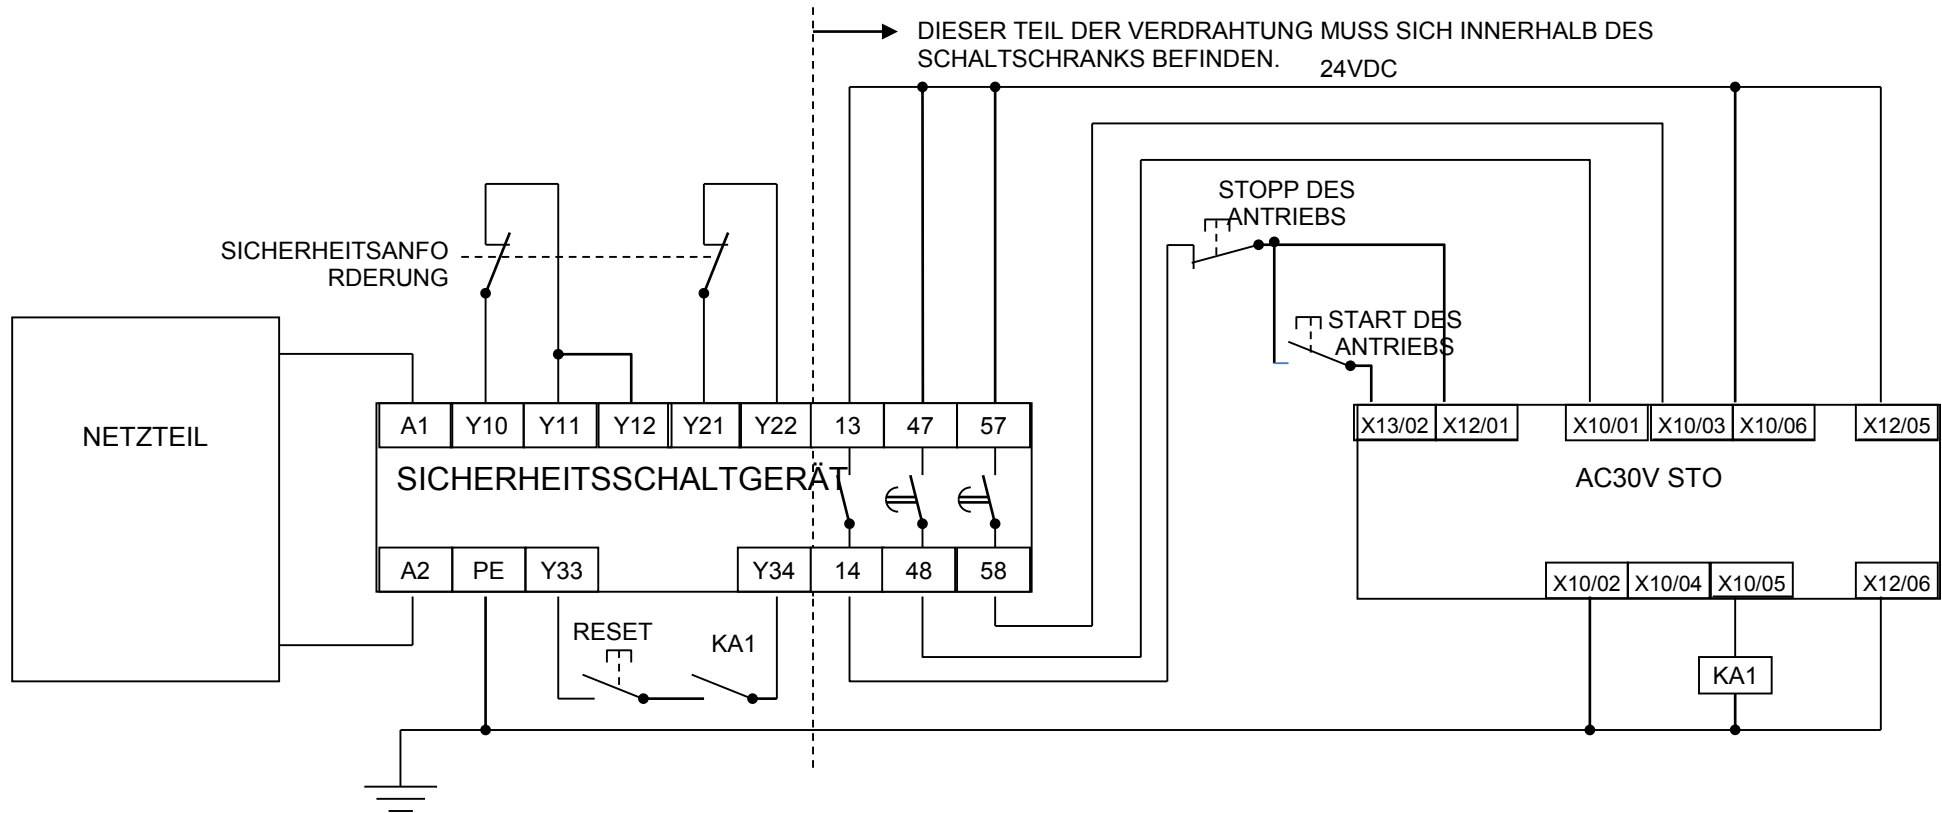 DIESER TEIL DER VERDRAHTUNG MUSS SICH INNERHALB DES
SCHALTSCHRANKS BEFINDEN.
24VDC
STOPP DES
ANTRIEBS
SICHERHEITSANFO
RDERUNG
START DES
ANTRIEBS
NETZTEIL
A1 Y10 Y11 Y12 Y21 Y22 13 47 57
X13/02 X12/01 X10/01 X10/03 X10/06 X12/05
SICHERHEITSSCHALTGERÄT
AC30V STO
A2 PE Y33 Y34 14 48 58
X10/02 X10/04 X10/05 X12/06
RESET
KA1
KA1